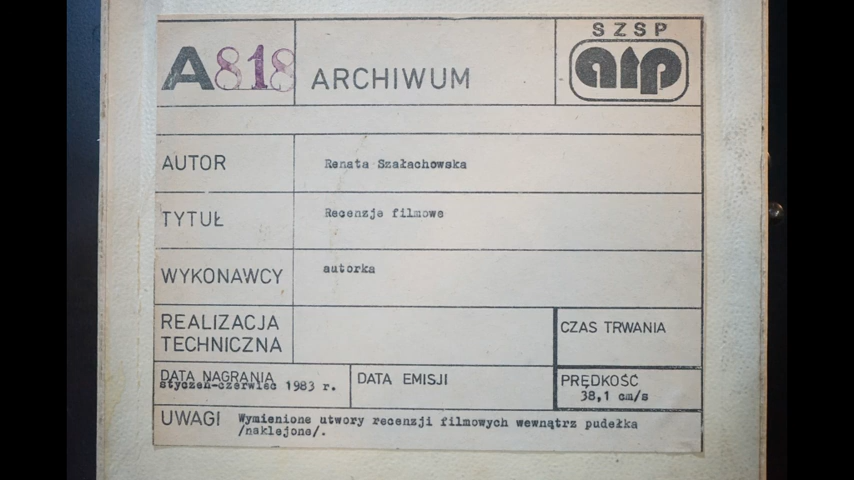 A818
ARCHIWUM
SZSP
arp
AUTOR
Renata Szałachowska
TYTUŁ
Recenzje filmowe
WYKONAWCY
autorka
REALIZACJA
TECHNICZNA
CZAS TRWANIA
DATA NAGRANIA
styczeń-czerwiec 1983 r.
DATA EMISJI
PRĘDKOŚĆ
38,1 cm/s
UWAGI
Wymienione utwory recenzji filmowych wewnątrz pudełka
/naklejone/.